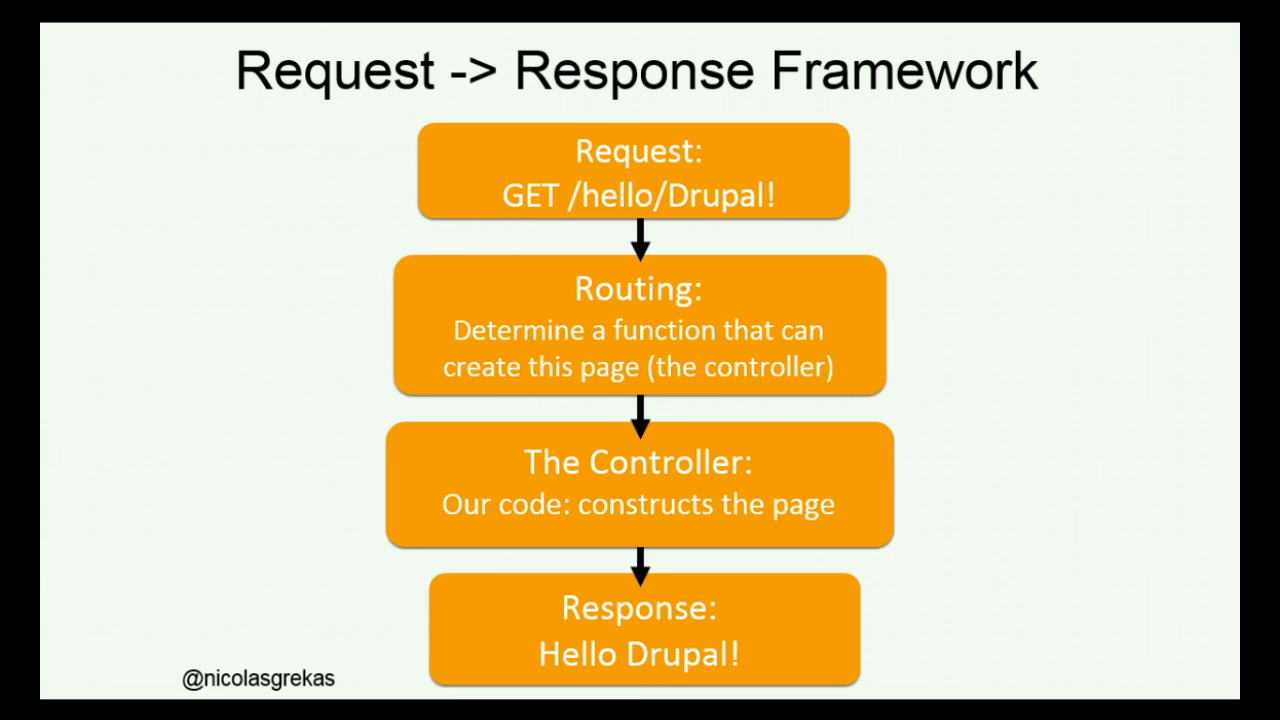 Request -> Response Framework
Request:
GET /hello/Drupal!
Routing:
Determine a function that can
create this page (the controller)
The Controller:
Our code: constructs the page
Response:
Hello Drupal!
@nicolasgrekas